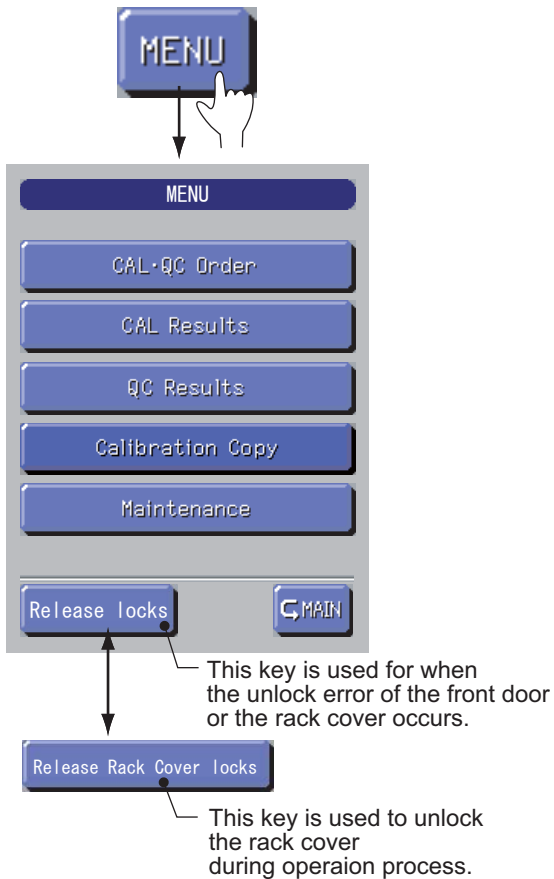 MENU
MENU
CAL･QC Order
CAL Results
QC Results
Calibration Copy
Maintenance
Release locks
MAIN
This key is used for when
the unlock error of the front door
or the rack cover occurs.
Release Rack Cover locks
This key is used to unlock
the rack cover
during operaion process.